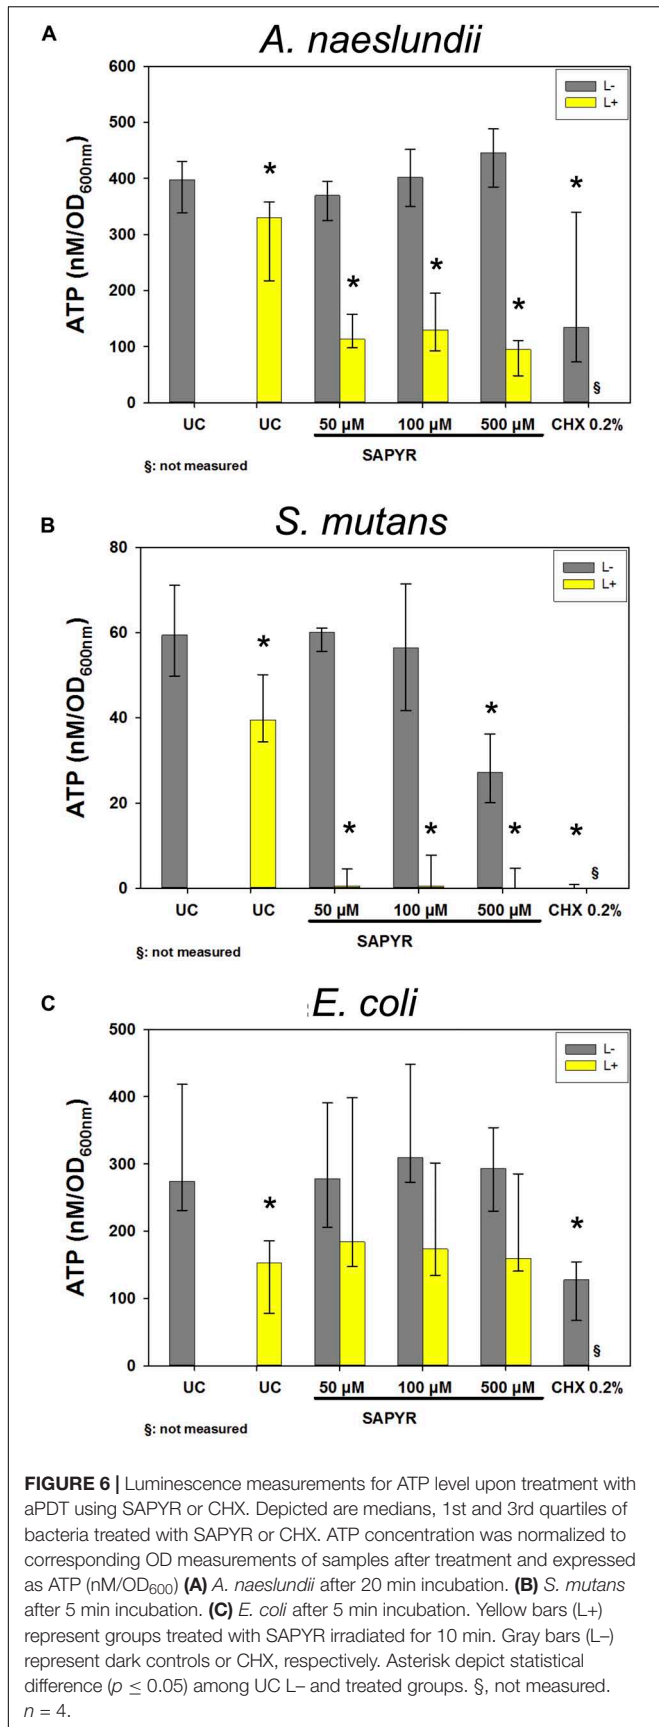 A
A. naeslundii
600
500
400
300
200
100
0
ATP (nM/OD600nm)
L-
L+
*
*
*
*
*
§
UC
UC
50 µM
100 µM
500 µM
CHX 0.2%
SAPYR
§: not measured
B
S. mutans
80
60
40
20
0
ATP (nM/OD600nm)
L-
L+
*
*
*
*
*
*
§
UC
UC
50 µM
100 µM
500 µM
CHX 0.2%
SAPYR
§: not measured
C
E. coli
500
400
300
200
100
0
ATP (nM/OD600nm)
L-
L+
*
*
§
UC
UC
50 µM
100 µM
500 µM
CHX 0.2%
SAPYR
§: not measured
FIGURE 6 | Luminescence measurements for ATP level upon treatment with
aPDT using SAPYR or CHX. Depicted are medians, 1st and 3rd quartiles of
bacteria treated with SAPYR or CHX. ATP concentration was normalized to
corresponding OD measurements of samples after treatment and expressed
as ATP (nM/OD600) (A) A. naeslundii after 20 min incubation. (B) S. mutans
after 5 min incubation. (C) E. coli after 5 min incubation. Yellow bars (L+)
represent groups treated with SAPYR irradiated for 10 min. Gray bars (L–)
represent dark controls or CHX, respectively. Asterisk depict statistical
difference (p ≤ 0.05) among UC L– and treated groups. §, not measured.
n = 4.